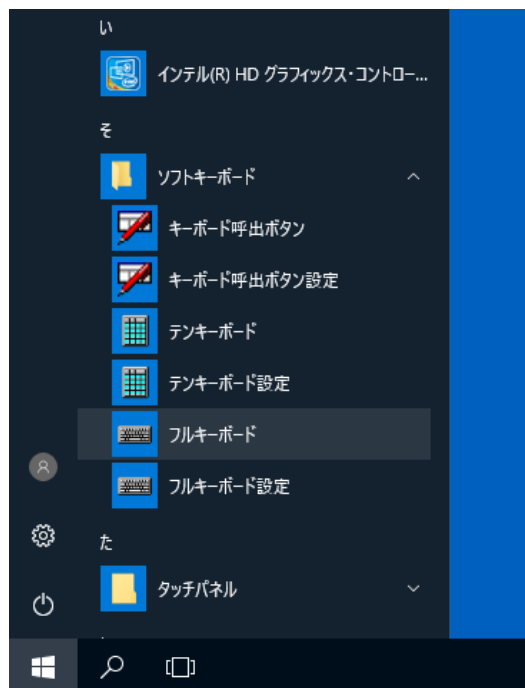 い
インテル(R) HD グラフィックス・コントロー...
そ
ソフトキーボード
キーボード呼出ボタン
キーボード呼出ボタン設定
テンキーボード
テンキーボード設定
フルキーボード
フルキーボード設定
た
タッチパネル